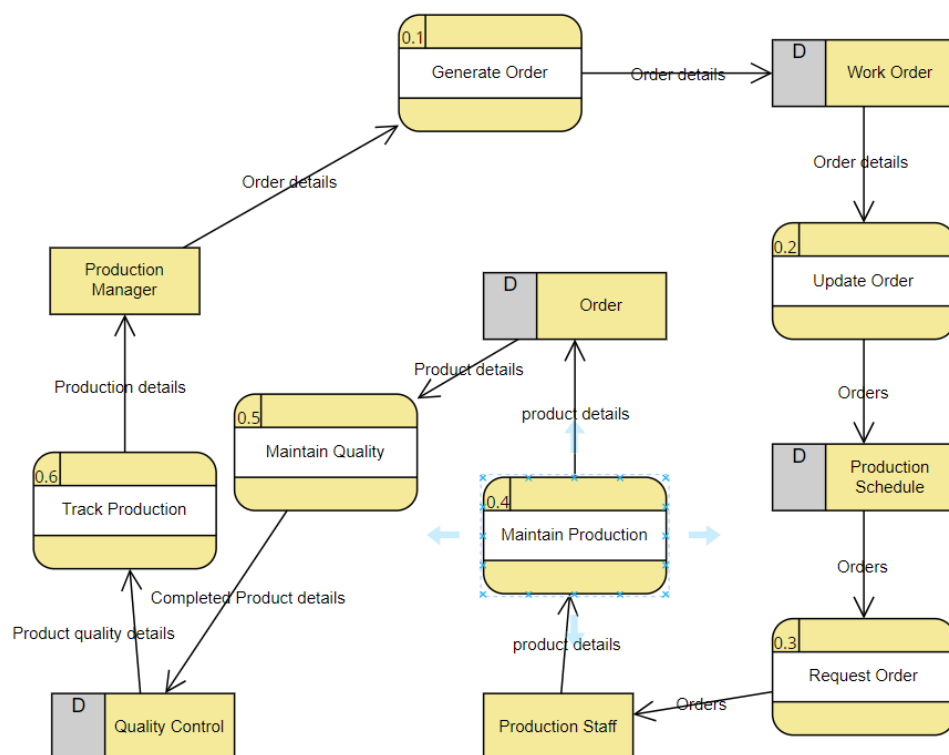 0.1
Generate Order
Order details
D
Work Order
Order details
Order details
Production
Manager
0.2
Update Order
D
Order
Product details
Production details
Orders
product details
0.5
Maintain Quality
D
Production
Schedule
0.6
Track Production
0.4
Maintain Production
Orders
Completed Product details
Product quality details
product details
0.3
Request Order
Orders
D
Quality Control
Production Staff